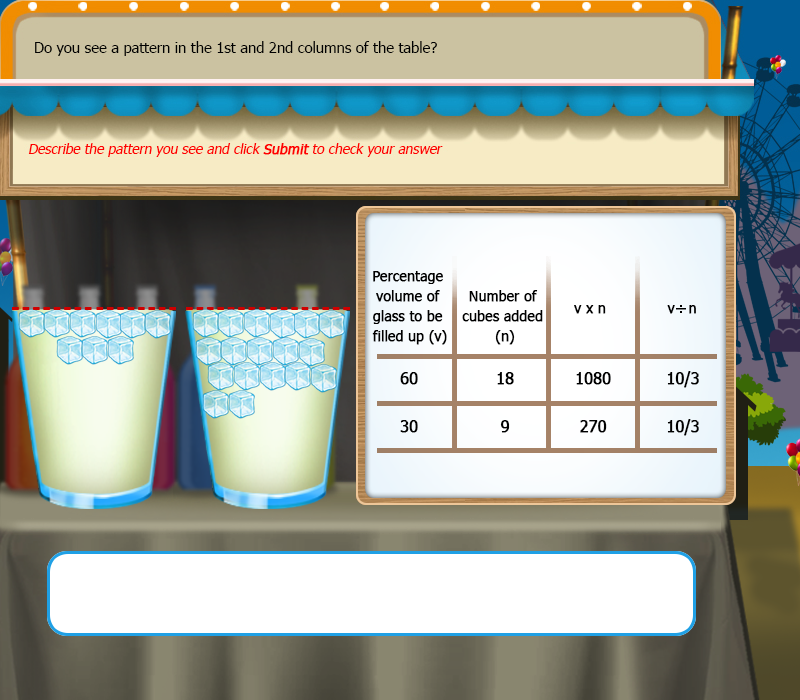 Do you see a pattern in the 1st and 2nd columns of the table?
Describe the pattern you see and click Submit to check your answer
Percentage
volume of
glass to be
filled up (v)
Number of
cubes added
(n)
v x n
v÷n
60 18 1080 10/3
30 9 270 10/3